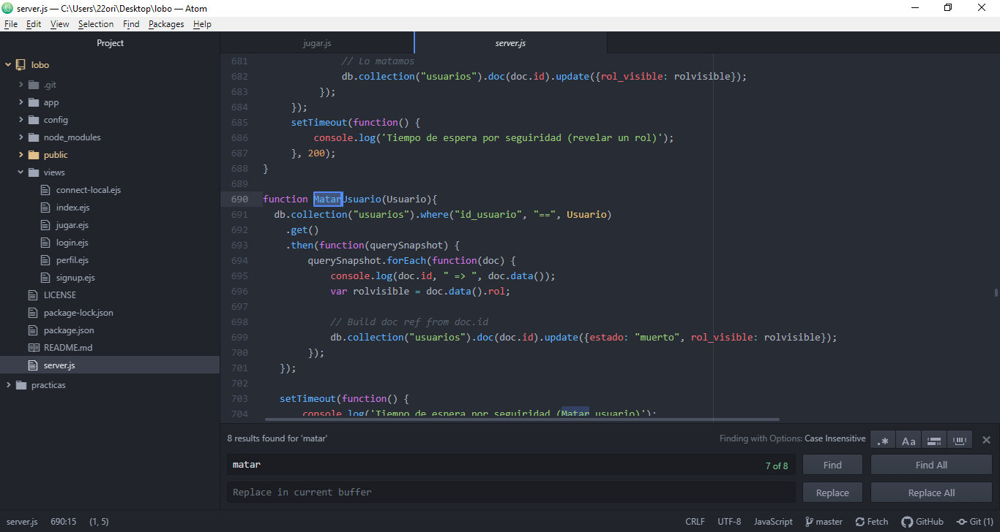 server.js — C:\Users\22ori\Desktop\lobo — Atom
File Edit View Selection Find Packages Help
Project
lobo
.git
app
config
node_modules
public
views
connect-local.ejs
index.ejs
jugar.ejs
login.ejs
perfil.ejs
signup.ejs
LICENSE
package-lock.json
package.json
README.md
server.js
practicas
jugar.js server.js
681 // Lo matamos
682 db.collection("usuarios").doc(doc.id).update({rol_visible: rolvisible});
683 });
684 });
685 setTimeout(function() {
686 console.log('Tiempo de espera por seguiridad (revelar un rol)');
687 }, 200);
688 }
689
690 function MatarUsuario(Usuario){
691 db.collection("usuarios").where("id_usuario", "==", Usuario)
692 .get()
693 .then(function(querySnapshot) {
694 querySnapshot.forEach(function(doc) {
695 console.log(doc.id, " => ", doc.data());
696 var rolvisible = doc.data().rol;
697
698 // Build doc ref from doc.id
699 db.collection("usuarios").doc(doc.id).update({estado: "muerto", rol_visible: rolvisible});
700 });
701 });
702
703 setTimeout(function() {
704 console.log('Tiempo de espera por seguiridad (Matar usuario)');
8 results found for 'matar' Finding with Options: Case Insensitive .* Aa
matar 7 of 8 Find Find All
Replace in current buffer Replace Replace All
server.js 690:15 (1, 5) CRLF UTF-8 JavaScript master Fetch GitHub Git (1)